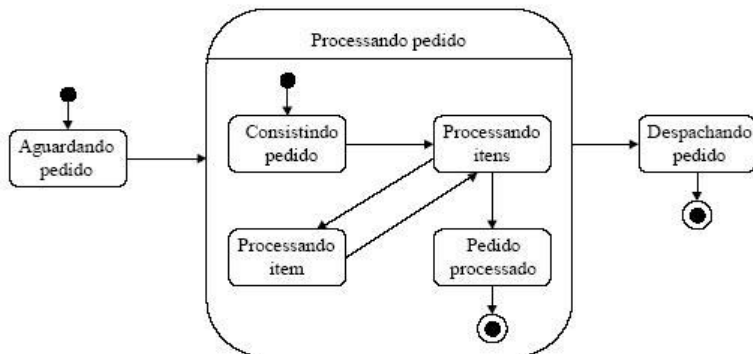 Processando pedido
Aguardando
pedido
Consistindo
pedido
Processando
itens
Despachando
pedido
Processando
item
Pedido
processado